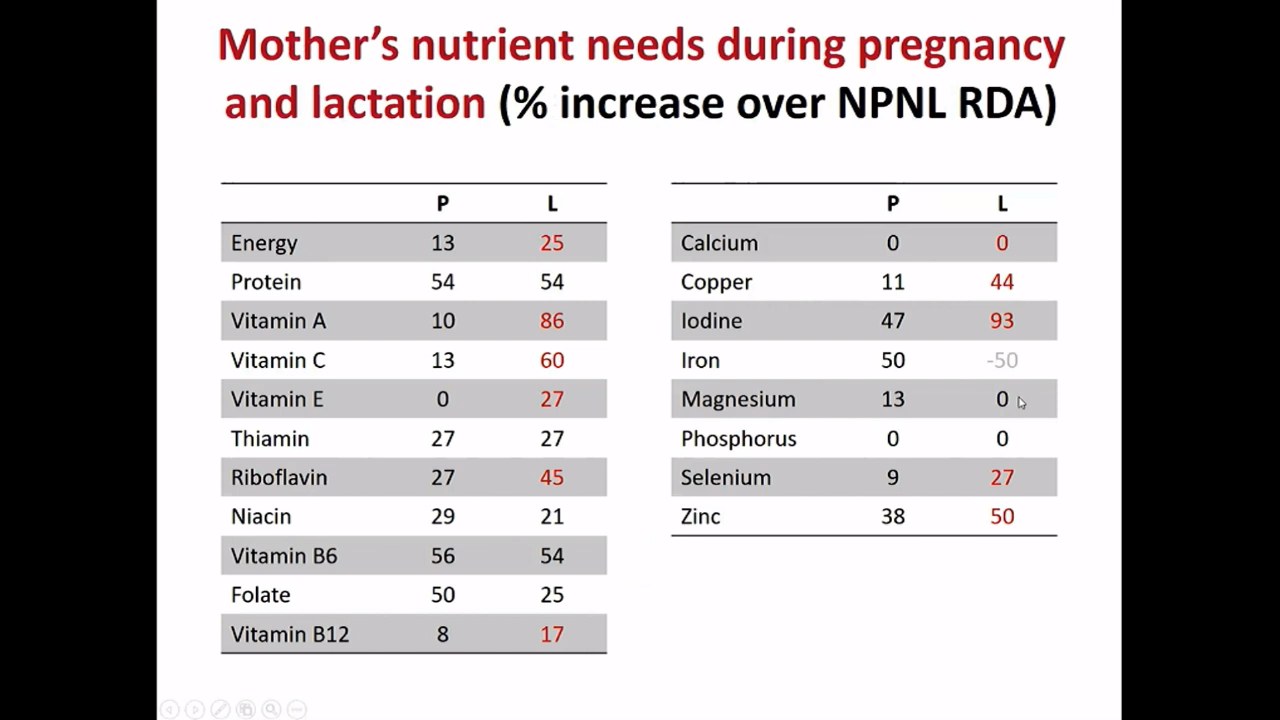 Mother's nutrient needs during pregnancy
and lactation (% increase over NPNL RDA)
P L
Energy 13 25
Protein 54 54
Vitamin A 10 86
Vitamin C 13 60
Vitamin E 0 27
Thiamin 27 27
Riboflavin 27 45
Niacin 29 21
Vitamin B6 56 54
Folate 50 25
Vitamin B12 8 17
P L
Calcium 0 0
Copper 11 44
Iodine 47 93
Iron 50 -50
Magnesium 13 0
Phosphorus 0 0
Selenium 9 27
Zinc 38 50